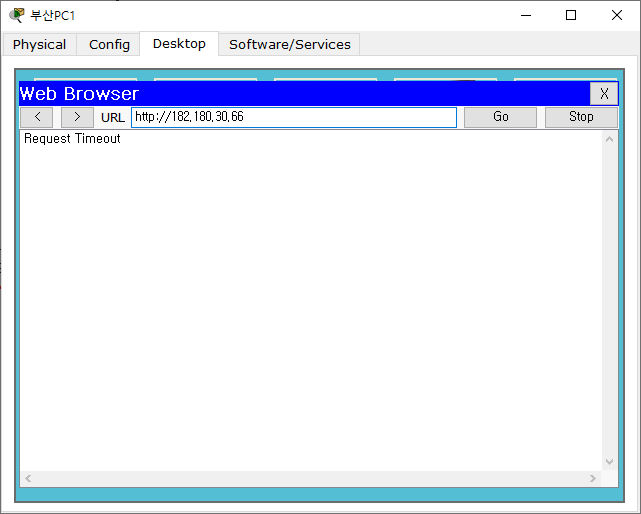 부산PC1
Physical Config Desktop Software/Services
Web Browser X
< > URL http://182.180.30.66 Go Stop
Request Timeout